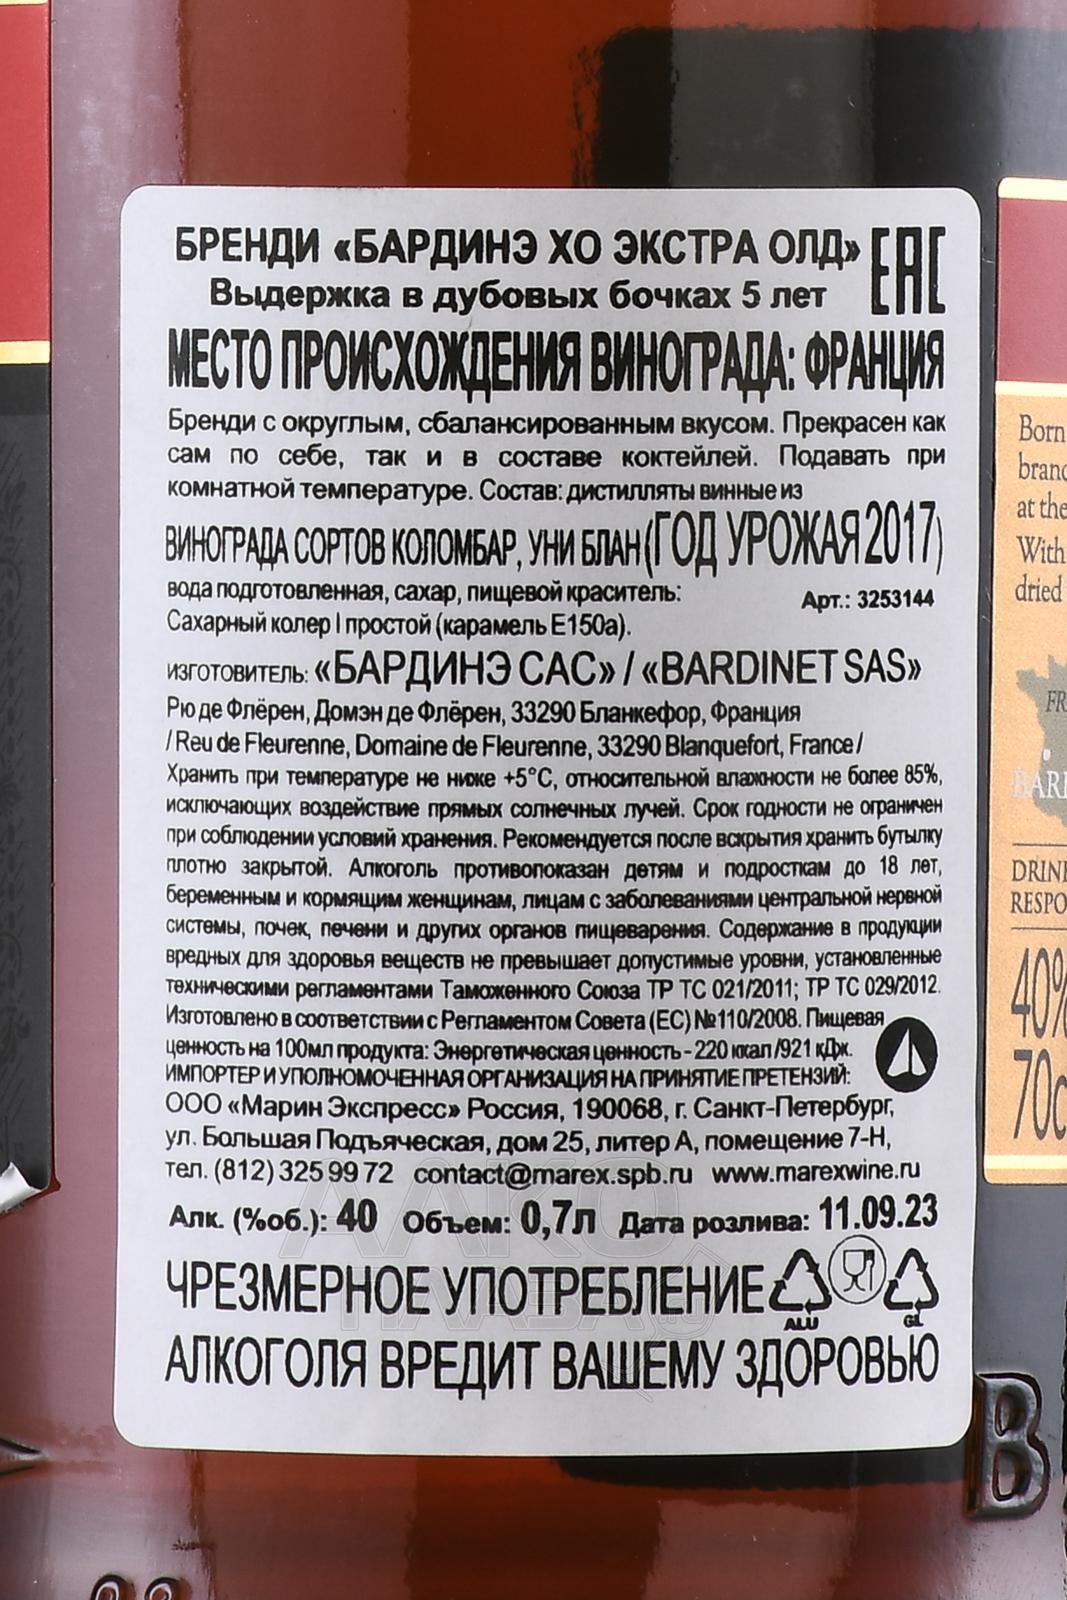 БРЕНДИ «БАРДИНЭ ХО ЭКСТРА ОЛД»
EAC
Выдержка в дубовых бочках 5 лет
МЕСТО ПРОИСХОЖДЕНИЯ ВИНОГРАДА: ФРАНЦИЯ
Бренди с округлым, сбалансированным вкусом. Прекрасен как
сам по себе, так и в составе коктейлей. Подавать при
комнатной температуре. Состав: дистилляты винные из
ВИНОГРАДА СОРТОВ КОЛОМБАР, УНИ БЛАН (ГОД УРОЖАЯ 2017)
вода подготовленная, сахар, пищевой краситель:
Арт.: 3253144
Сахарный колер I простой (карамель Е150а).
ИЗГОТОВИТЕЛЬ: «БАРДИНЭ САС» / «BARDINET SAS»
Рю де Флёрен, Домэн де Флёрен, 33290 Бланкефор, Франция
/ Reu de Fleurenne, Domaine de Fleurenne, 33290 Blanquefort, France /
Хранить при температуре не ниже +5°С, относительной влажности не более 85%,
исключающих воздействие прямых солнечных лучей. Срок годности не ограничен
при соблюдении условий хранения. Рекомендуется после вскрытия хранить бутылку
плотно закрытой. Алкоголь противопоказан детям и подросткам до 18 лет,
беременным и кормящим женщинам, лицам с заболеваниями центральной нервной
системы, почек, печени и других органов пищеварения. Содержание в продукции
вредных для здоровья веществ не превышает допустимые уровни, установленные
техническими регламентами Таможенного Союза ТР ТС 021/2011; ТР ТС 029/2012.
Изготовлено в соответствии с Регламентом Совета (ЕС) №110/2008. Пищевая
ценность на 100мл продукта: Энергетическая ценность - 220 ккал /921 кДж.
ИМПОРТЕР И УПОЛНОМОЧЕННАЯ ОРГАНИЗАЦИЯ НА ПРИНЯТИЕ ПРЕТЕНЗИЙ:
ООО «Марин Экспресс» Россия, 190068, г. Санкт-Петербург,
ул. Большая Подъяческая, дом 25, литер А, помещение 7-Н,
тел. (812) 325 99 72 contact@marex.spb.ru www.marexwine.ru
Алк. (%об.): 40 Объем: 0,7л Дата розлива: 11.09.23
ЧРЕЗМЕРНОЕ УПОТРЕБЛЕНИЕ
ALU
GL
АЛКОГОЛЯ ВРЕДИТ ВАШЕМУ ЗДОРОВЬЮ
Born
at the
With
dried
40%
B